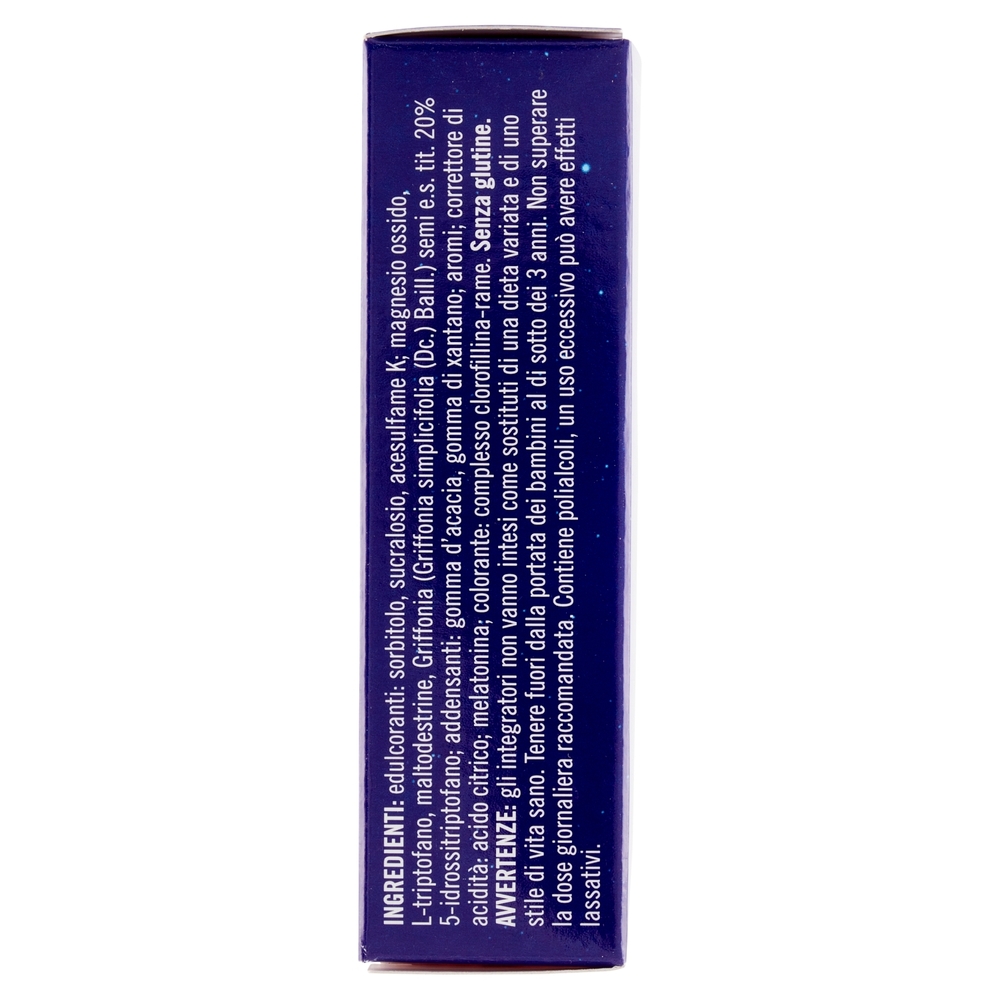 INGREDIENTI: edulcoranti: sorbitolo, sucralosio, acesulfame K; magnesio ossido,
L-triptofano, maltodestrine, Griffonia (Griffonia simplicifolia (Dc.) Baill.) semi e.s. tit. 20%
5-idrossitriptofano; addensanti: gomma d'acacia, gomma di xantano; aromi; correttore di
acidità: acido citrico; melatonina; colorante: complesso clorofillina-rame. Senza glutine.
AVVERTENZE: gli integratori non vanno intesi come sostituti di una dieta variata e di uno
stile di vita sano. Tenere fuori dalla portata dei bambini al di sotto dei 3 anni. Non superare
la dose giornaliera raccomandata. Contiene polialcoli, un uso eccessivo può avere effetti
lassativi.